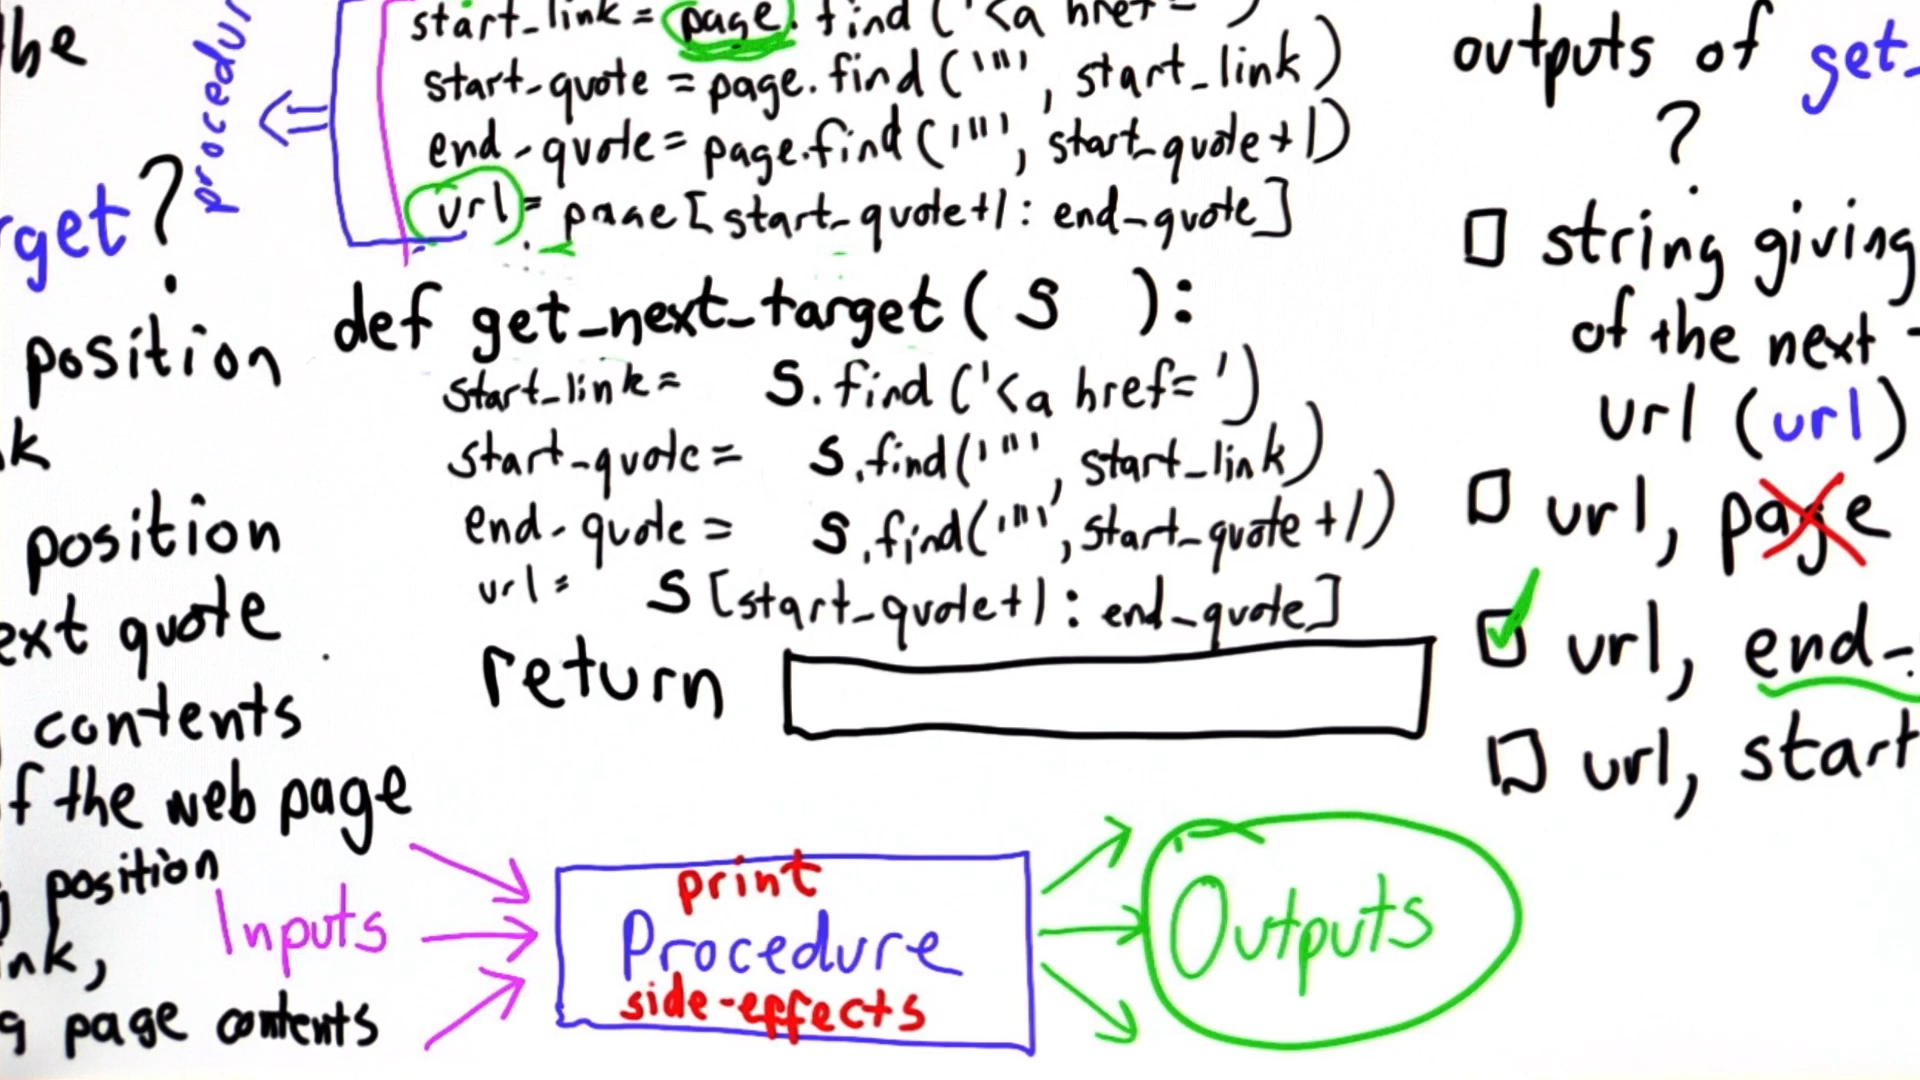 the
rget?
position
k
position
ext quote
contents
f the web page
position
ink,
g page contents
procedur
start_link = page.find('<a href=')
start_quote = page.find('"', start_link)
end_quote = page.find('"', start_quote+1)
url = page[start_quote+1: end_quote]
def get_next_target( s ):
start_link= s.find('<a href=')
start_quote= s.find('"', start_link)
end_quote= s.find('"', start_quote+1)
url= s[start_quote+1: end_quote]
return
Inputs
print
Procedure
side-effects
Outputs
outputs of get_
?
string giving
of the next
url (url)
url, page
url, end_
url, start